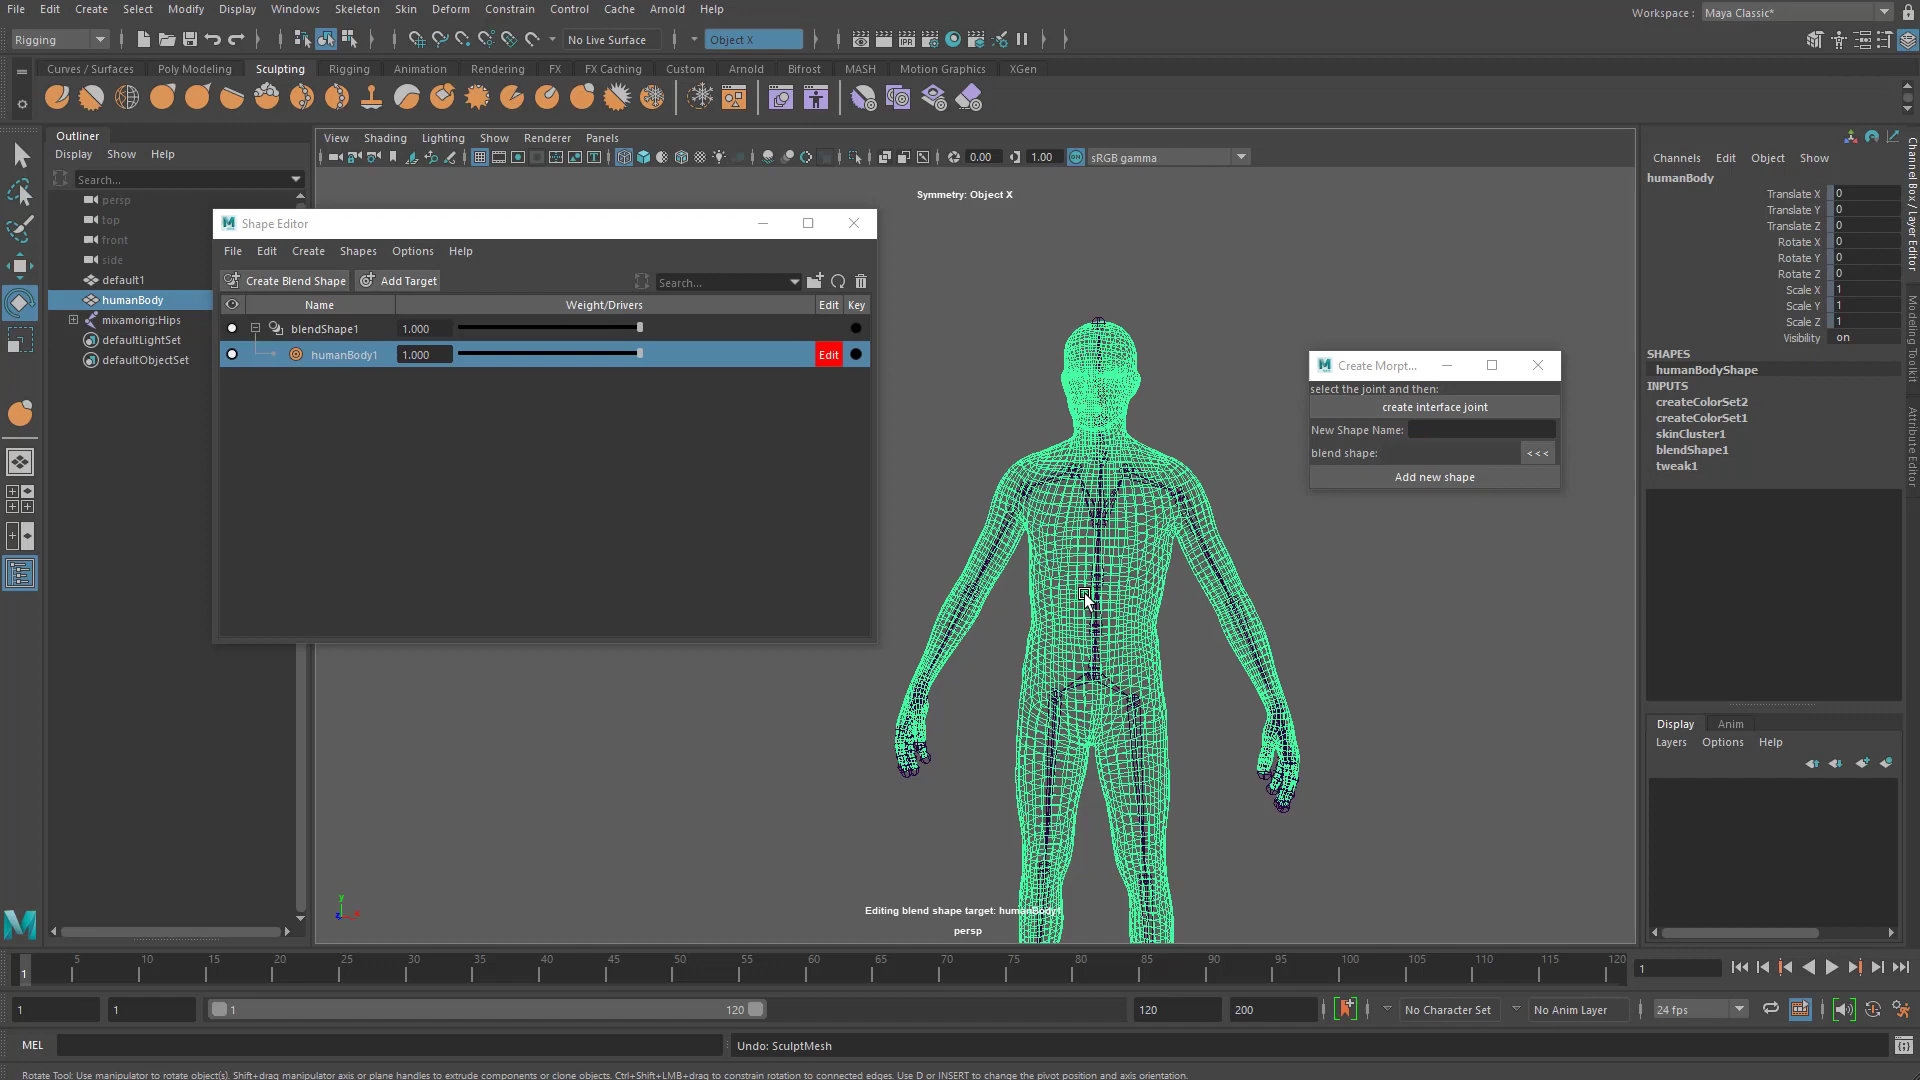 File Edit Create Select Modify Display Windows Skeleton Skin Deform Constrain Control Cache Arnold Help
Workspace : Maya Classic*
Rigging
No Live Surface
Object X
Curves / Surfaces Poly Modeling Sculpting Rigging Animation Rendering FX FX Caching Custom Arnold Bifrost MASH Motion Graphics XGen
Outliner
Display Show Help
Search...
persp
top
front
side
default1
humanBody
mixamorig:Hips
defaultLightSet
defaultObjectSet
View Shading Lighting Show Renderer Panels
0.00 1.00 sRGB gamma
Symmetry: Object X
Shape Editor
File Edit Create Shapes Options Help
Create Blend Shape Add Target Search...
Name Weight/Drivers Edit Key
blendShape1 1.000
humanBody1 1.000 Edit
Create Morpt...
select the joint and then:
create interface joint
New Shape Name:
blend shape: <<<
Add new shape
Editing blend shape target: humanBody1
persp
y
Channels Edit Object Show
humanBody
Translate X 0
Translate Y 0
Translate Z 0
Rotate X 0
Rotate Y 0
Rotate Z 0
Scale X 1
Scale Y 1
Scale Z 1
Visibility on
SHAPES
humanBodyShape
INPUTS
createColorSet2
createColorSet1
skinCluster1
blendShape1
tweak1
Display Anim
Layers Options Help
Channel Box / Layer Editor
Modeling Toolkit
Attribute Editor
1 5 10 15 20 25 30 35 40 45 50 55 60 65 70 75 80 85 90 95 100 105 110 115 120
1
1 1 1 120 120 200 No Character Set No Anim Layer 24 fps
MEL Undo: SculptMesh
Rotate Tool: Use manipulator to rotate object(s). Shift+drag manipulator axis or plane handles to extrude components or clone objects. Ctrl+Shift+LMB+drag to constrain rotation to connected edges. Use D or INSERT to change the pivot position and axis orientation.